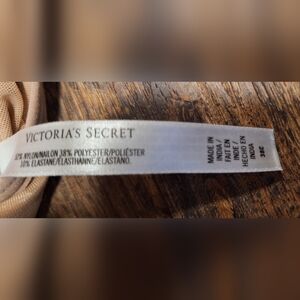 VICTORIA'S SECRET
NYLON/NAILON 38% POLYESTER/POLIÉSTER
10% ELASTANE/ELASTHANNE/ELASTANO.
MADE IN
INDIA /
FAIT EN
INDE /
HECHO EN
INDIA